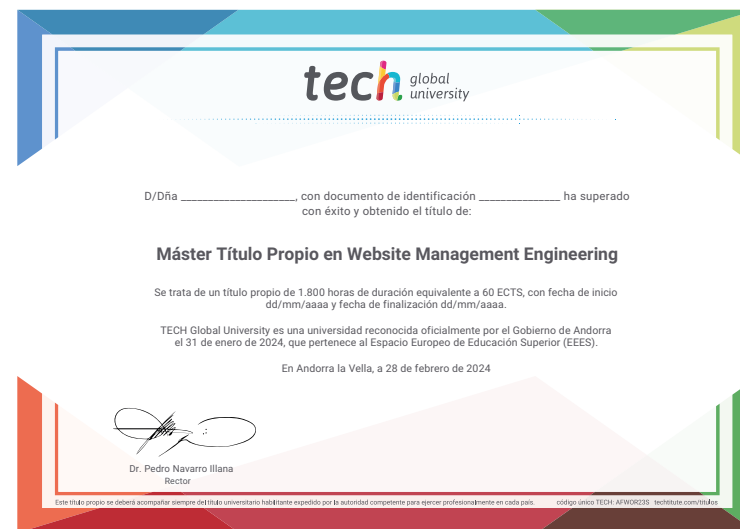 tech global university
D/Dña ______________________, con documento de identificación ________________ ha superado
con éxito y obtenido el título de:
Máster Título Propio en Website Management Engineering
Se trata de un título propio de 1.800 horas de duración equivalente a 60 ECTS, con fecha de inicio
dd/mm/aaaa y fecha de finalización dd/mm/aaaa.
TECH Global University es una universidad reconocida oficialmente por el Gobierno de Andorra
el 31 de enero de 2024, que pertenece al Espacio Europeo de Educación Superior (EEES).
En Andorra la Vella, a 28 de febrero de 2024
Dr. Pedro Navarro Illana
Rector
Este título propio se deberá acompañar siempre del título universitario habilitante expedido por la autoridad competente para ejercer profesionalmente en cada país. código único TECH: AFWOR23S techtitute.com/titulos